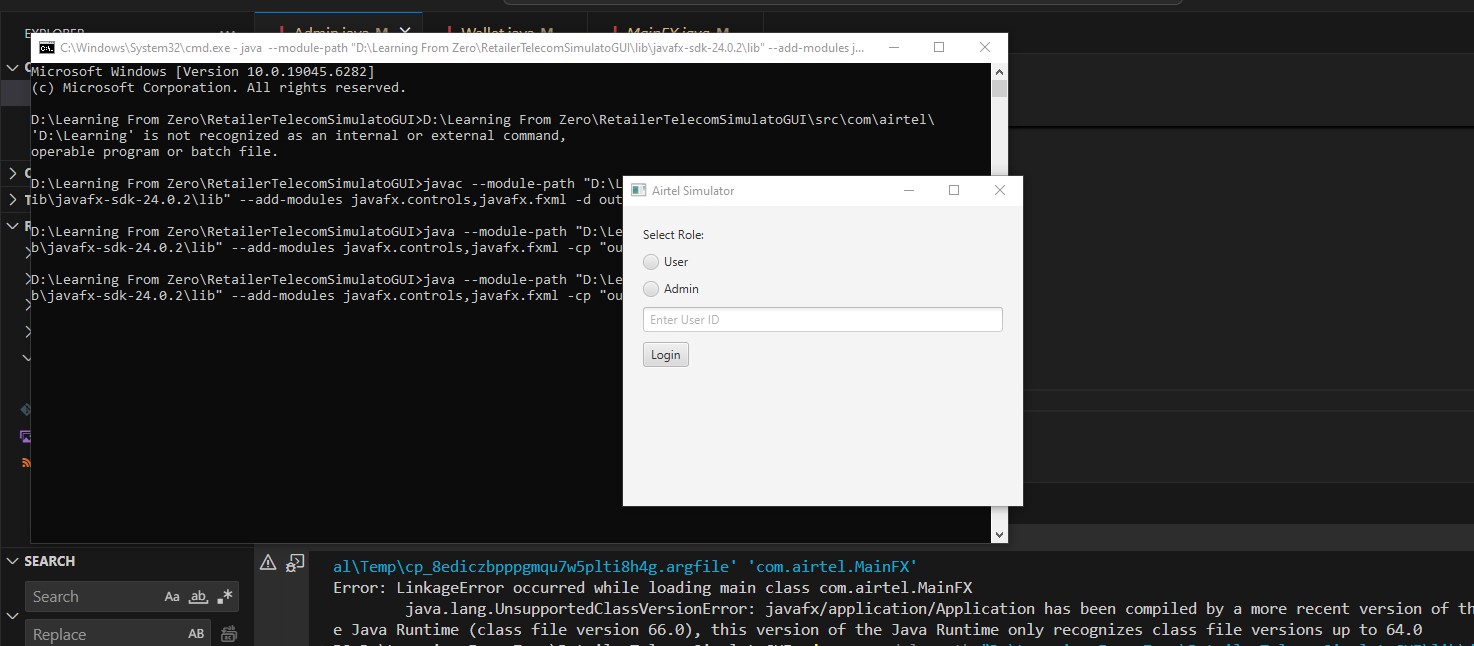 EXPLORER
Admin.java M
Wallet.java M
MainFX.java M
C:\Windows\System32\cmd.exe - java --module-path "D:\Learning From Zero\RetailerTelecomSimulatoGUI\lib\javafx-sdk-24.0.2\lib" --add-modules j...
Microsoft Windows [Version 10.0.19045.6282]
(c) Microsoft Corporation. All rights reserved.
D:\Learning From Zero\RetailerTelecomSimulatoGUI>D:\Learning From Zero\RetailerTelecomSimulatoGUI\src\com\airtel\
'D:\Learning' is not recognized as an internal or external command,
operable program or batch file.
D:\Learning From Zero\RetailerTelecomSimulatoGUI>javac --module-path "D:\L
ib\javafx-sdk-24.0.2\lib" --add-modules javafx.controls,javafx.fxml -d out
D:\Learning From Zero\RetailerTelecomSimulatoGUI>java --module-path "D:\Le
b\javafx-sdk-24.0.2\lib" --add-modules javafx.controls,javafx.fxml -cp "ou
D:\Learning From Zero\RetailerTelecomSimulatoGUI>java --module-path "D:\Le
b\javafx-sdk-24.0.2\lib" --add-modules javafx.controls,javafx.fxml -cp "ou
Airtel Simulator
Select Role:
User
Admin
Enter User ID
Login
SEARCH
Search
Aa
ab
Replace
AB
al\Temp\cp_8ediczbpppgmqu7w5plti8h4g.argfile' 'com.airtel.MainFX'
Error: LinkageError occurred while loading main class com.airtel.MainFX
java.lang.UnsupportedClassVersionError: javafx/application/Application has been compiled by a more recent version of th
e Java Runtime (class file version 66.0), this version of the Java Runtime only recognizes class file versions up to 64.0